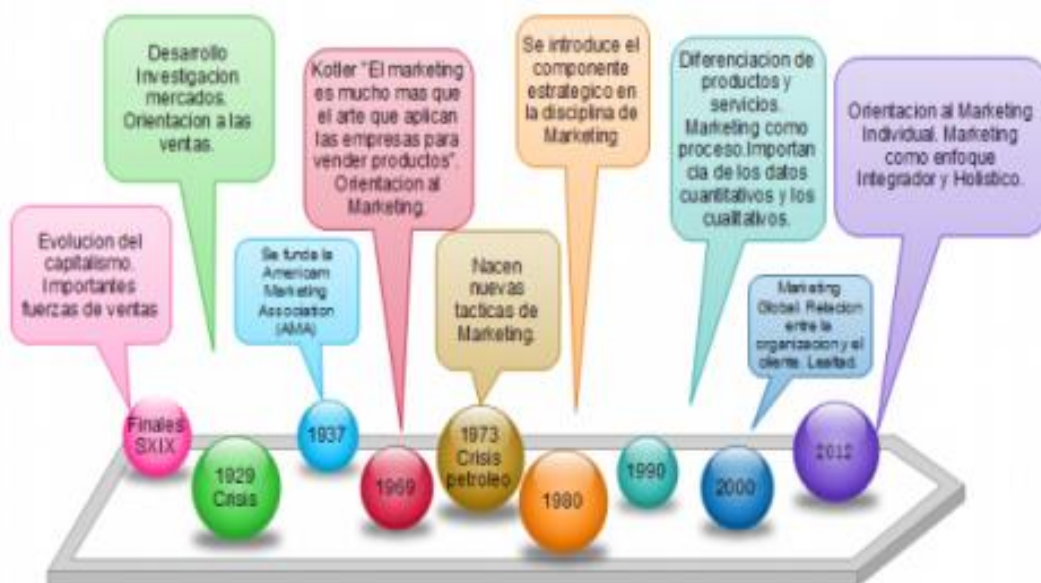 Evolucion del
capitalismo.
Importantes
fuerzas de ventas
Desarrollo
Investigacion
mercados.
Orientacion a las
ventas.
Se funda la
Americam
Marketing
Association
(AMA)
Kotler "El marketing
es mucho mas que
el arte que aplican
las empresas para
vender productos".
Orientacion al
Marketing.
Nacen
nuevas
tacticas de
Marketing.
Se introduce el
componente
estrategico en
la disciplina de
Marketing
Diferenciacion de
productos y
servicios.
Marketing como
proceso.Importan
cia de los datos
cuantitativos y los
cualitativos.
Marketing
Global. Relacion
entre la
organizacion y el
cliente. Lealtad.
Orientacion al Marketing
Individual. Marketing
como enfoque
Integrador y Holistico.
Finales
SXIX
1929
Crisis
1937
1969
1973
Crisis
petroleo
1980
1990
2000
2012